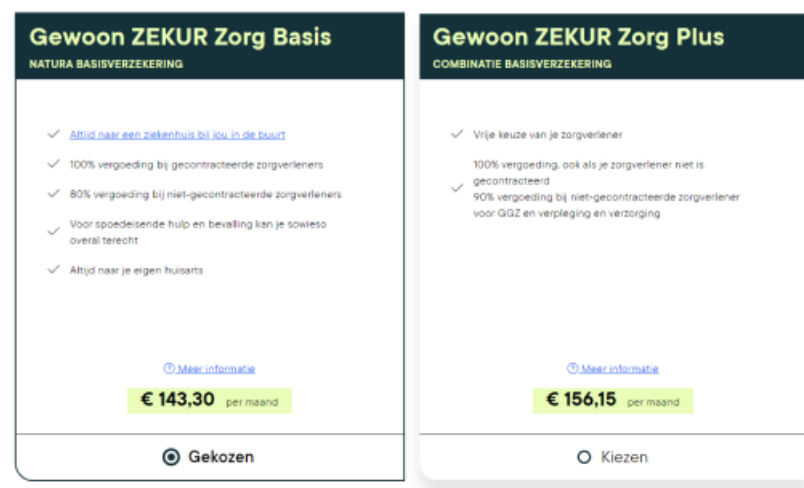 Gewoon ZEKUR Zorg Basis
NATURA BASISVERZEKERING
Altijd naar een ziekenhuis bij jou in de buurt
100% vergoeding bij gecontracteerde zorgverleners
80% vergoeding bij niet-gecontracteerde zorgverleners
Voor spoedeisende hulp en bevalling kan je sowieso
overal terecht
Altijd naar je eigen huisarts
Meer informatie
€ 143,30 per maand
Gekozen
Gewoon ZEKUR Zorg Plus
COMBINATIE BASISVERZEKERING
Vrije keuze van je zorgverlener
100% vergoeding, ook als je zorgverlener niet is
gecontracteerd
90% vergoeding bij niet-gecontracteerde zorgverlener
voor GGZ en verpleging en verzorging
Meer informatie
€ 156,15 per maand
Kiezen